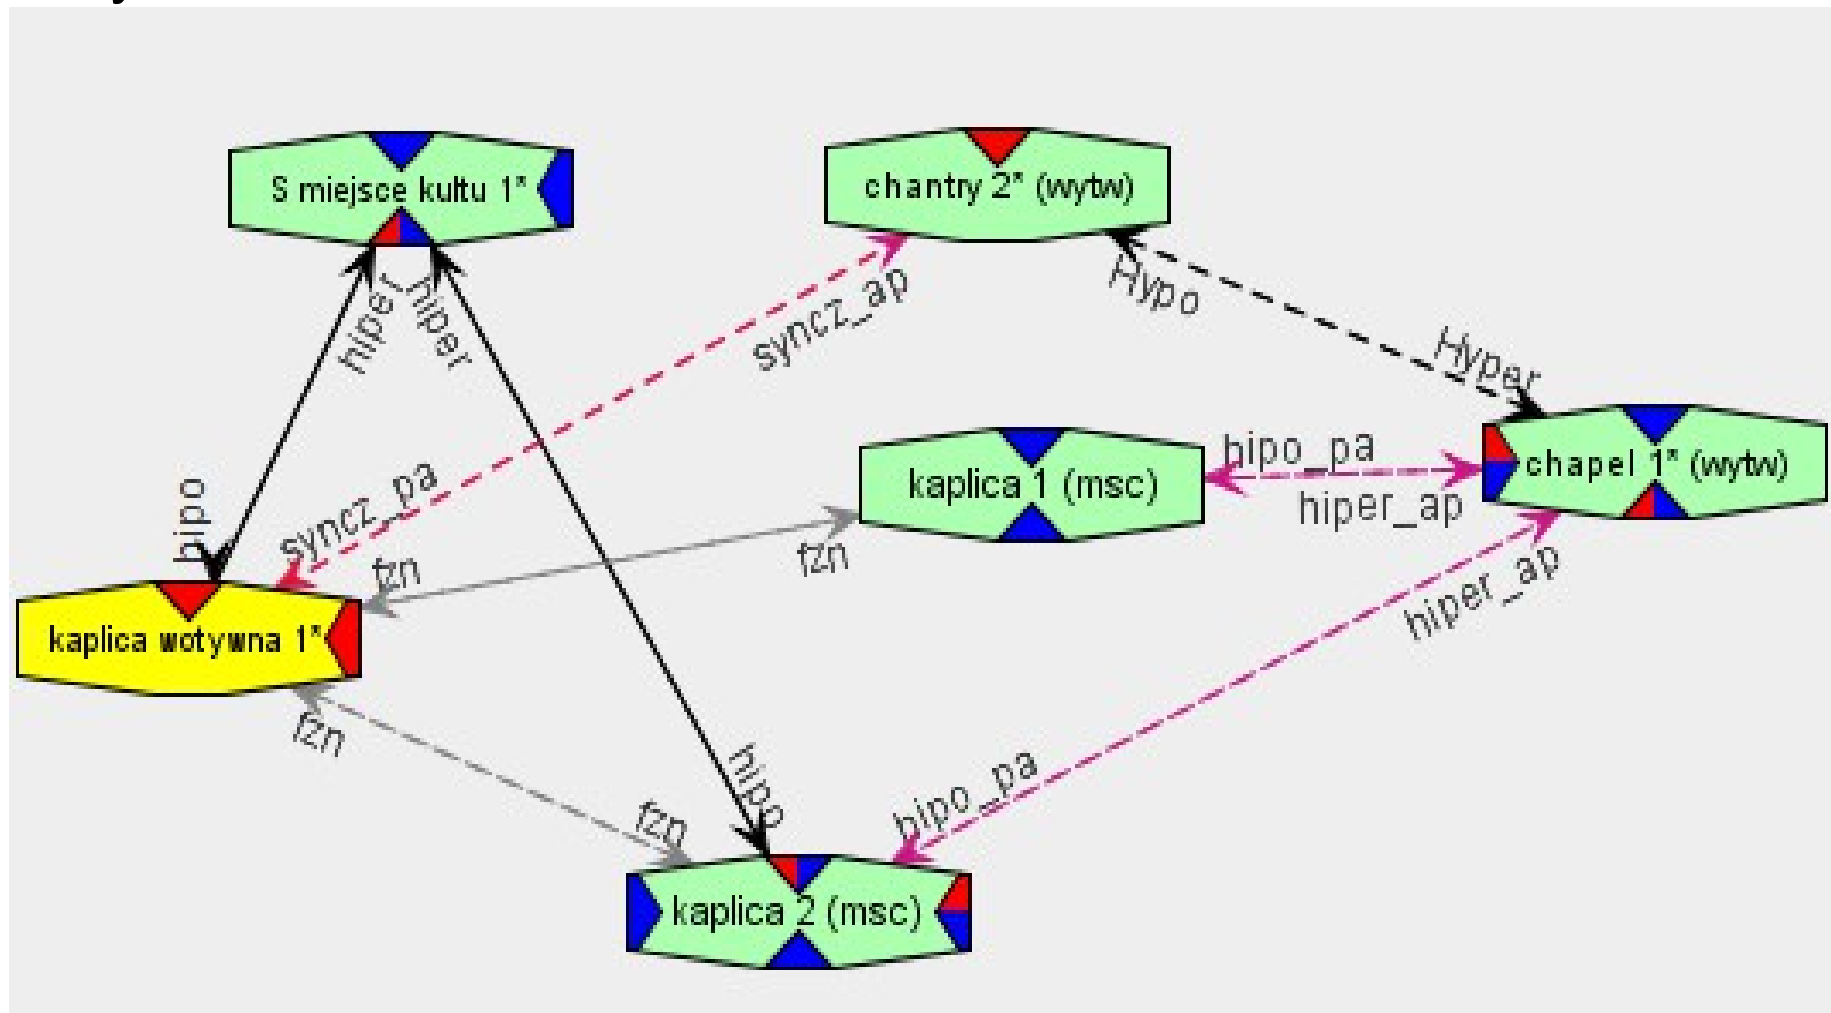 S miejsce kultu 1*
chantry 2* (wytw)
hiper
hiper
syncz_ap
Hypo
Hyper
kaplica 1 (msc)
hipo_pa
hiper_ap
chapel 1* (wytw)
hipo
syncz_pa
fzn
fzn
hiper_ap
kaplica wotywna 1*
fzn
hipo
hipo_pa
fzn
kaplica 2 (msc)